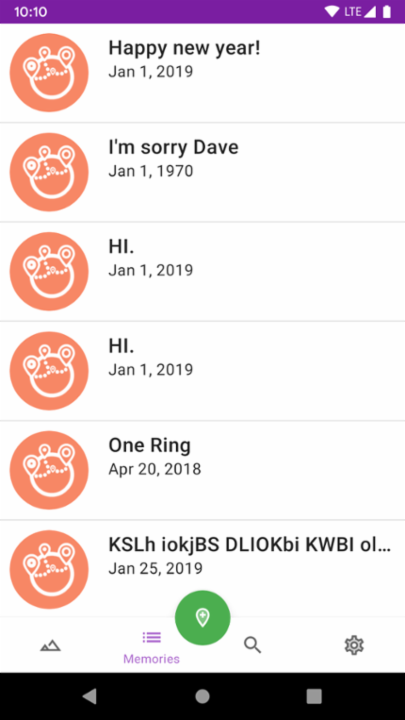 10:10 LTE
Happy new year!
Jan 1, 2019
I'm sorry Dave
Jan 1, 1970
HI.
Jan 1, 2019
HI.
Jan 1, 2019
One Ring
Apr 20, 2018
KSLh iokjBS DLIOKbi KWBI ol...
Jan 25, 2019
Memories